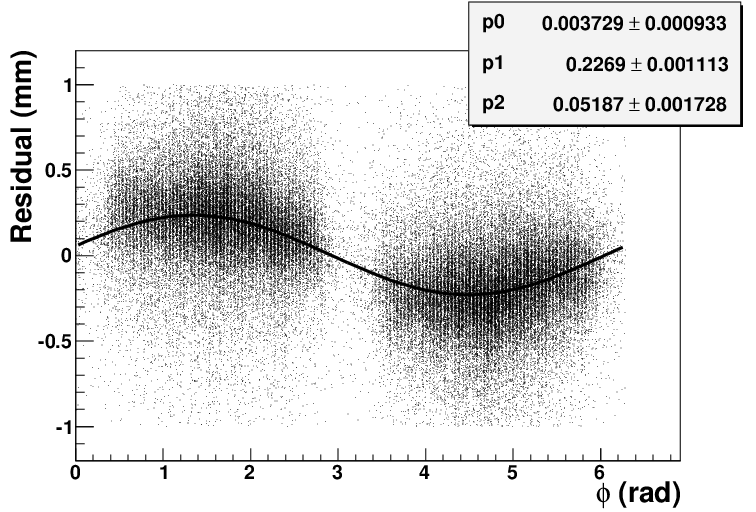 p0 0.003729 ± 0.000933
p1 0.2269 ± 0.001113
p2 0.05187 ± 0.001728
Residual (mm)
1
0.5
0
-0.5
-1
0 1 2 3 4 5 6
ϕ (rad)